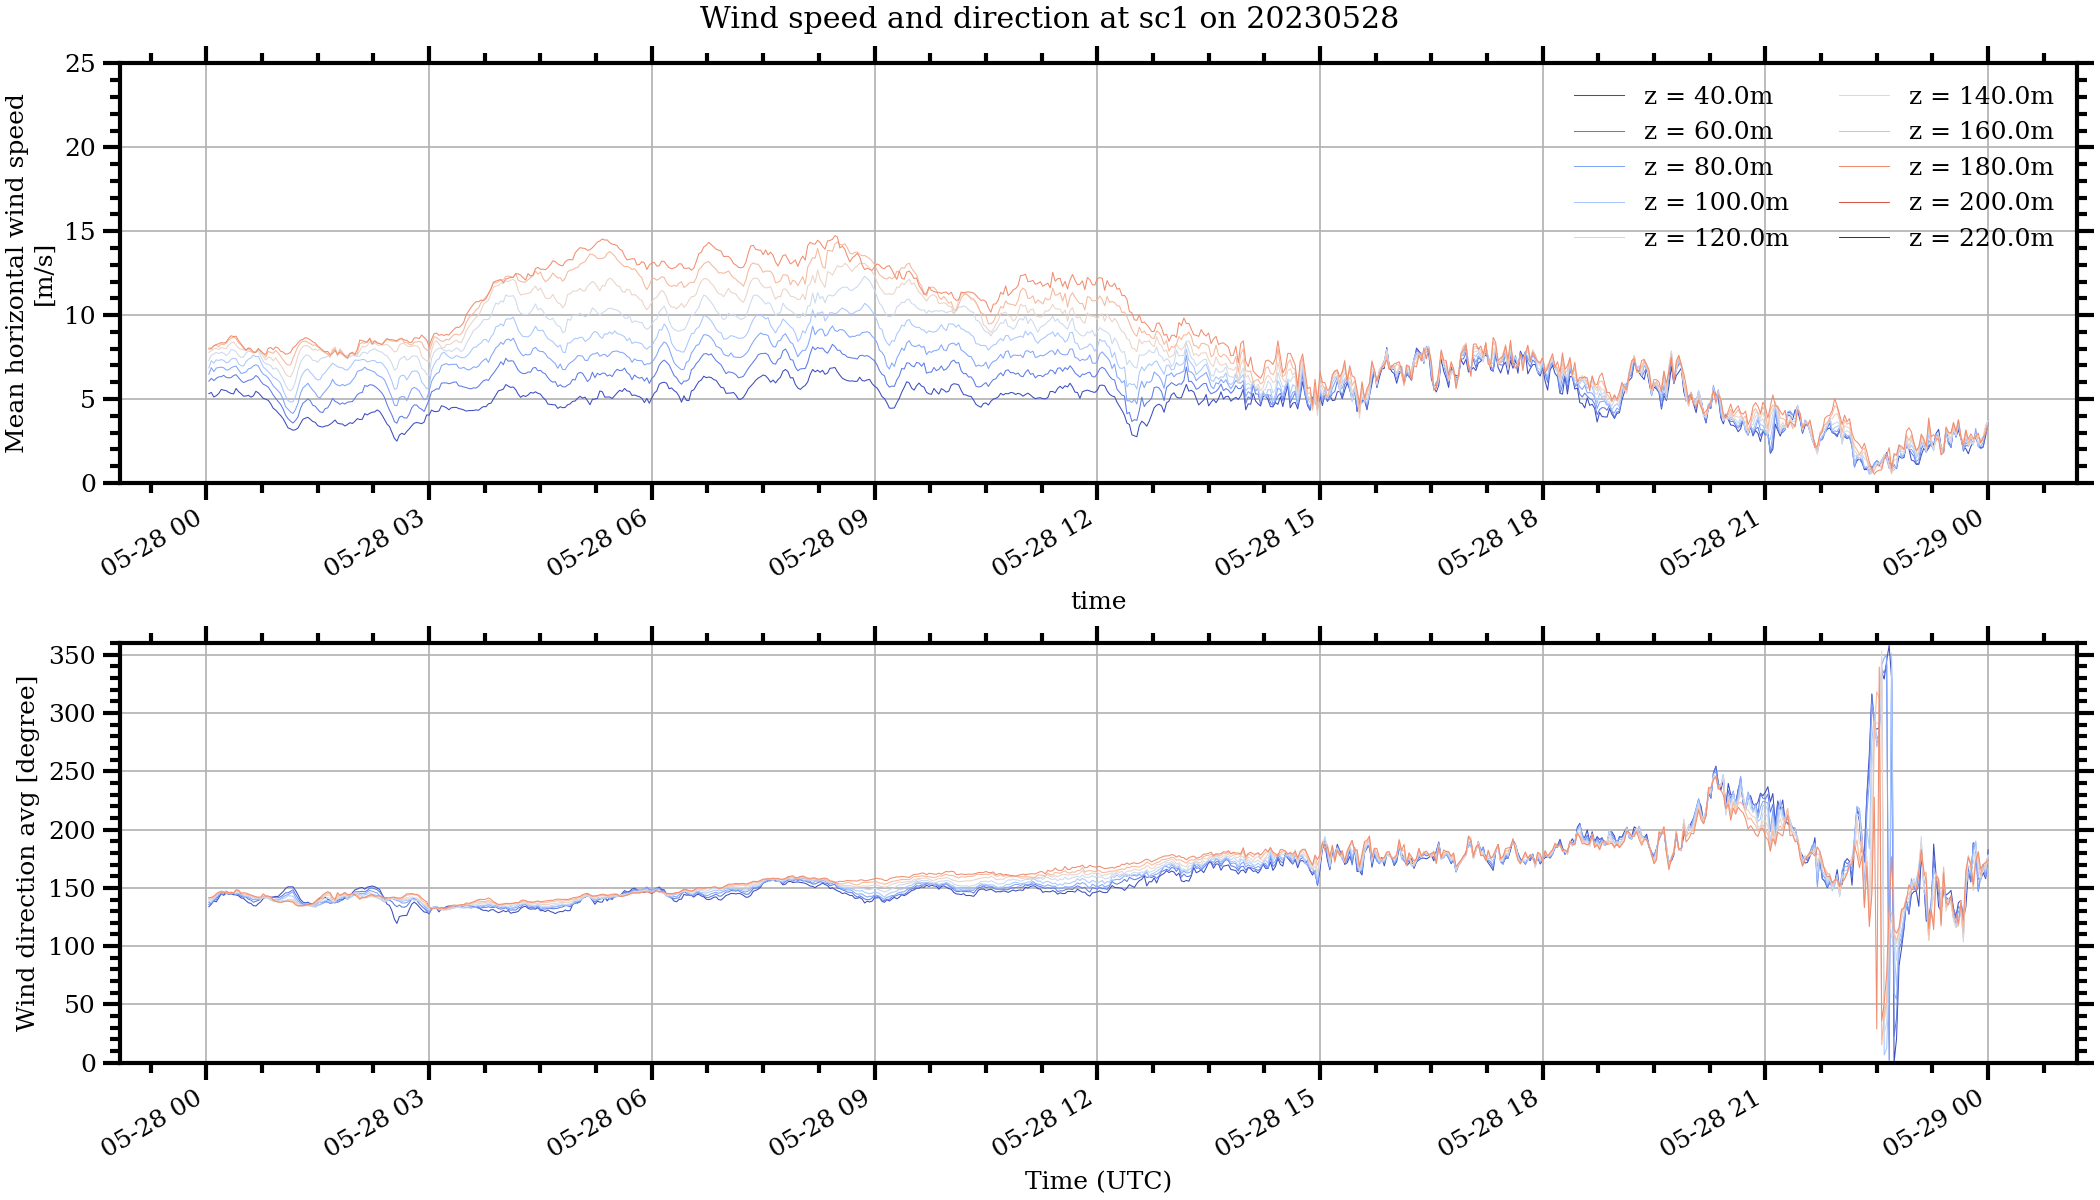 Wind speed and direction at sc1 on 20230528
Mean horizontal wind speed
[m/s]
25
20
15
10
5
0
z = 40.0m
z = 60.0m
z = 80.0m
z = 100.0m
z = 120.0m
z = 140.0m
z = 160.0m
z = 180.0m
z = 200.0m
z = 220.0m
05-28 00
05-28 03
05-28 06
05-28 09
05-28 12
05-28 15
05-28 18
05-28 21
05-29 00
time
Wind direction avg [degree]
350
300
250
200
150
100
50
0
05-28 00
05-28 03
05-28 06
05-28 09
05-28 12
05-28 15
05-28 18
05-28 21
05-29 00
Time (UTC)